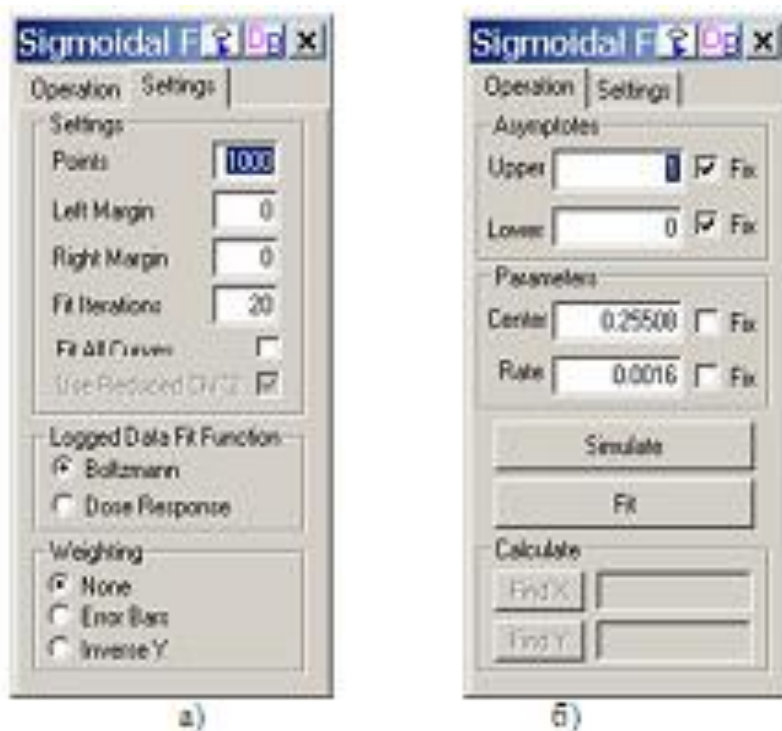 Sigmoidal F
Operation Settings
Settings
Points 1000
Left Margin 0
Right Margin 0
Fit Iterations 20
Fit All Curves
Use Reduced Chi^2
Logged Data Fit Function
Boltzmann
Dose Response
Weighting
None
Error Bars
Inverse Y
а)
Sigmoidal F
Operation Settings
Asymptotes
Upper 1 Fix
Lower 0 Fix
Parameters
Center 0.25508 Fix
Rate 0.0016 Fix
Simulate
Fit
Calculate
Find X
Find Y
б)